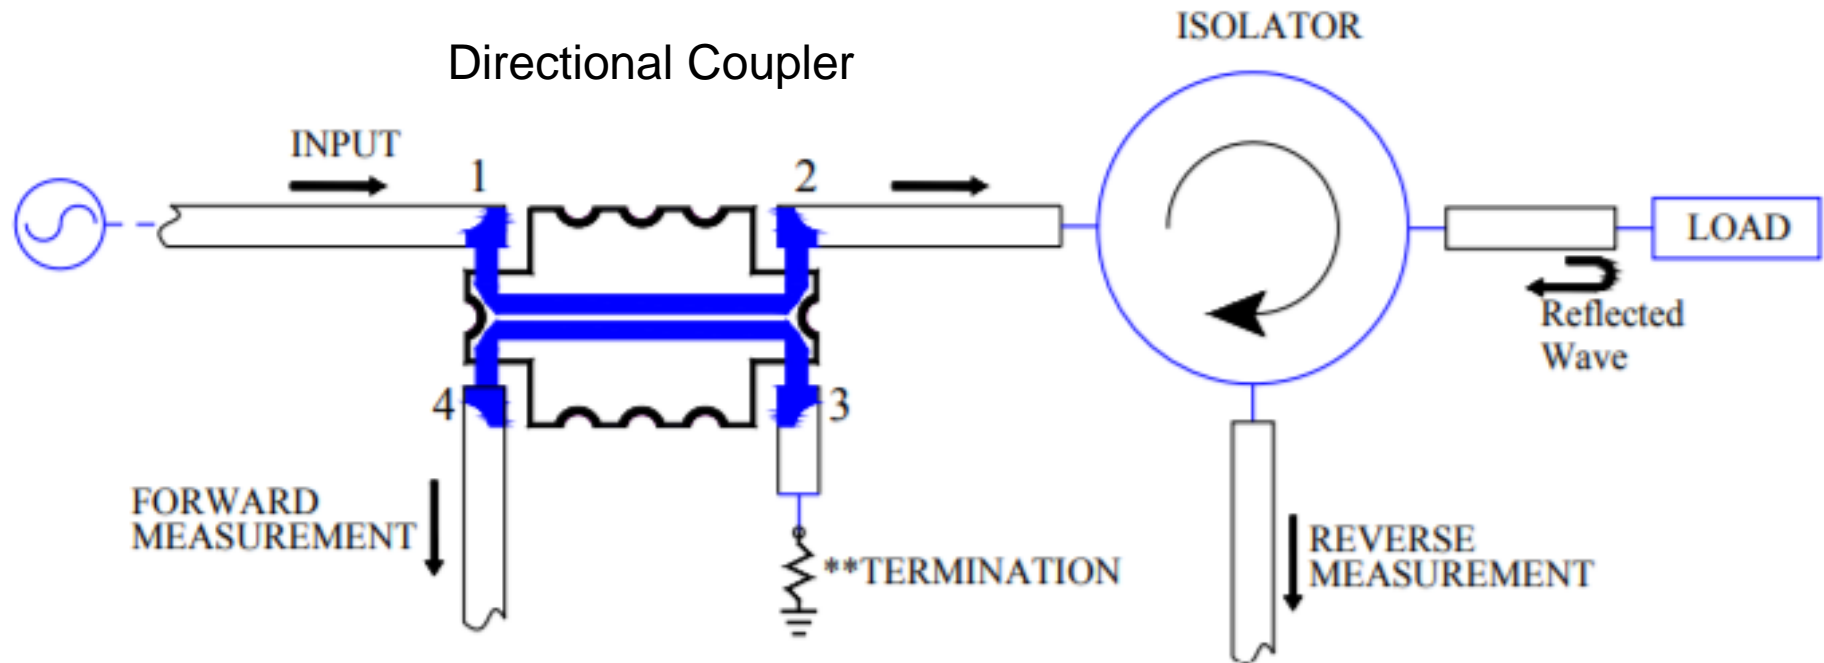 ISOLATOR
Directional Coupler
INPUT
1
2
LOAD
Reflected
Wave
4
3
FORWARD
MEASUREMENT
**TERMINATION
REVERSE
MEASUREMENT